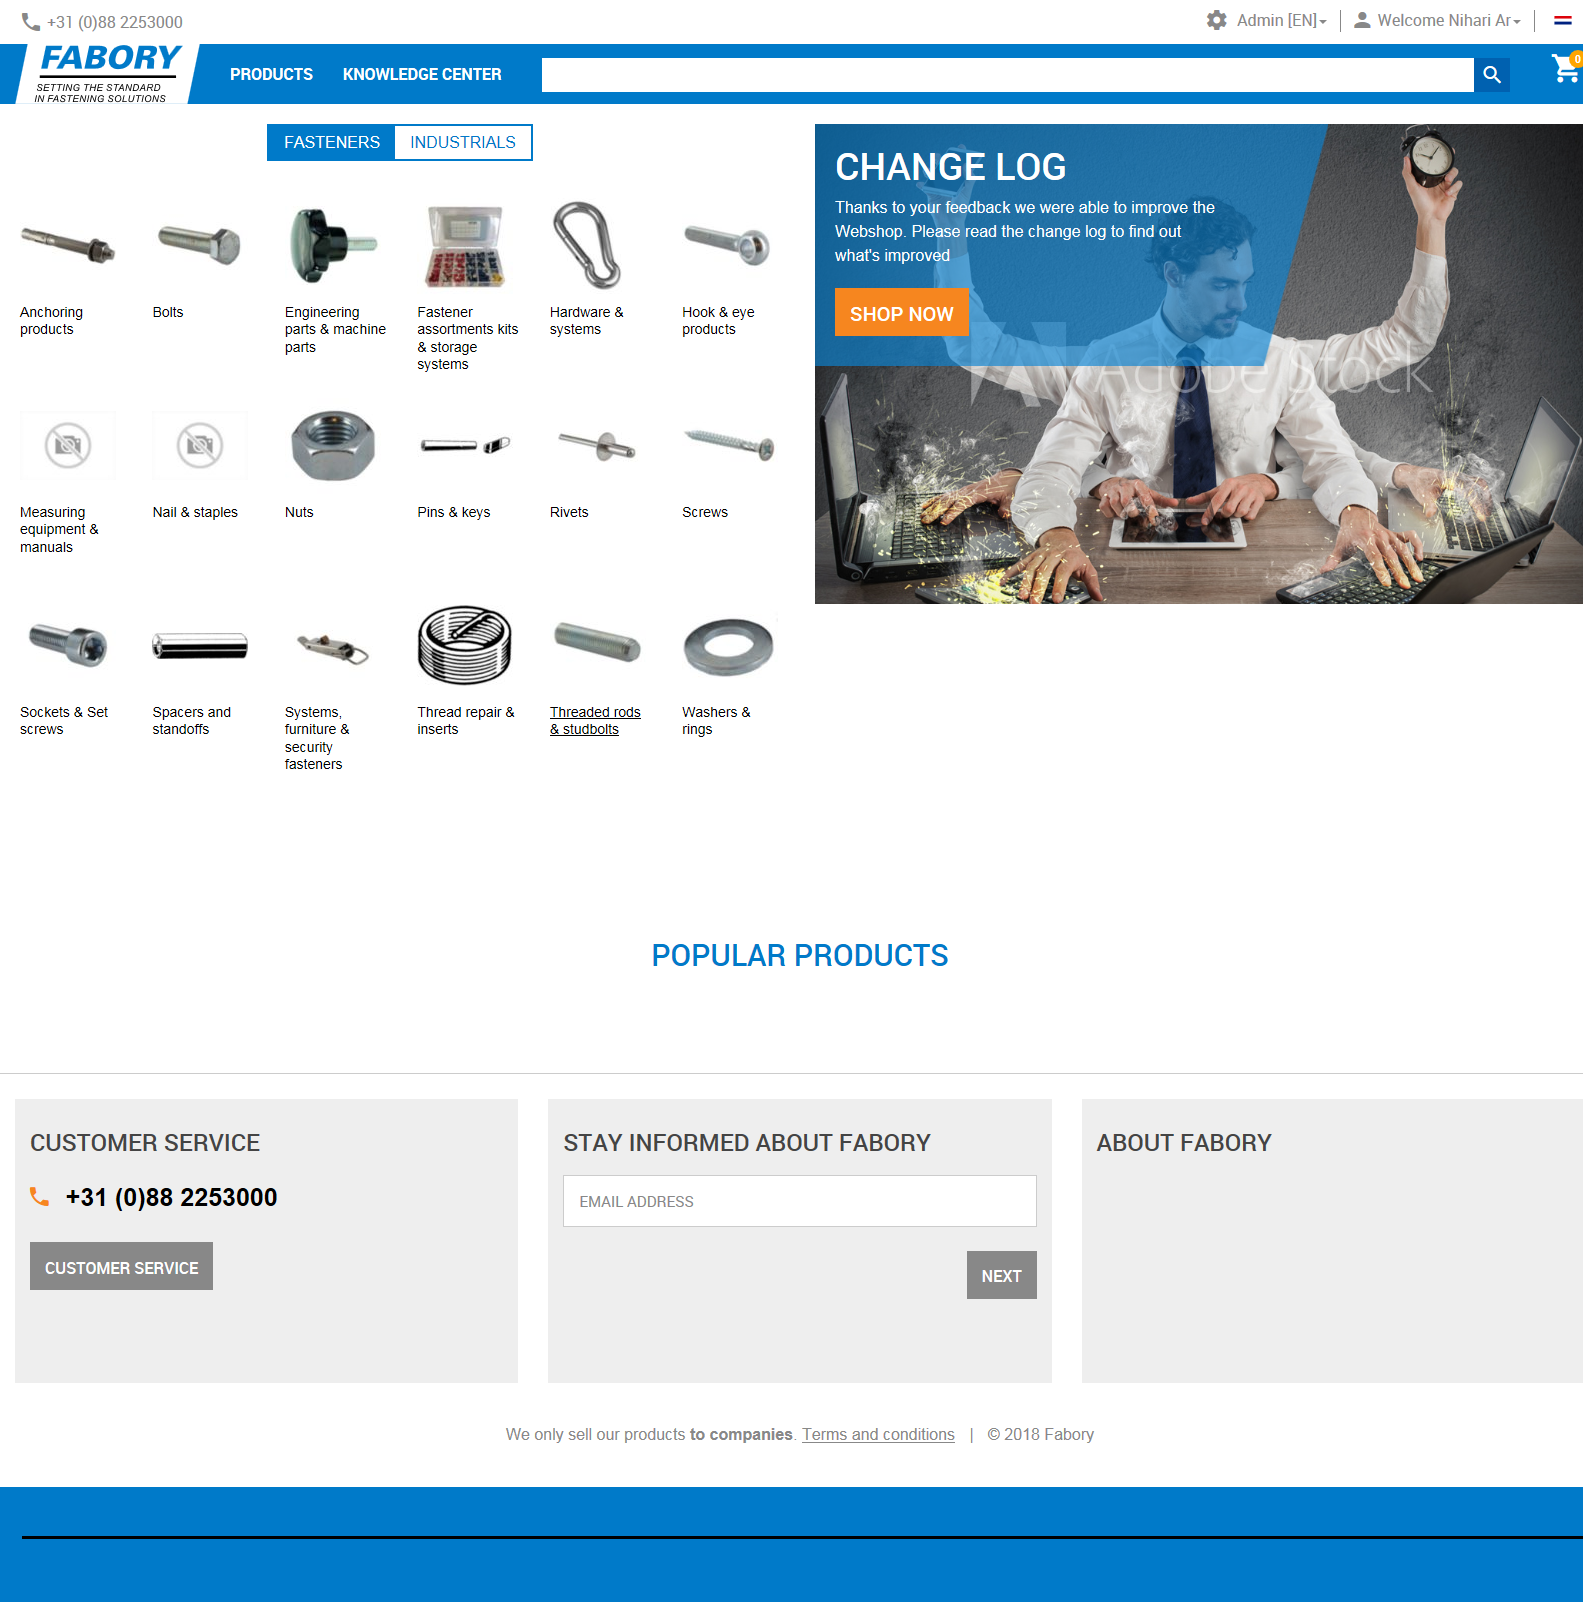 +31 (0)88 2253000
Admin [EN]
Welcome Nihari Ar
FABORY
SETTING THE STANDARD
IN FASTENING SOLUTIONS
PRODUCTS
KNOWLEDGE CENTER
0
FASTENERS
INDUSTRIALS
CHANGE LOG
Thanks to your feedback we were able to improve the
Webshop. Please read the change log to find out
what's improved
SHOP NOW
Adobe Stock
Anchoring
products
Bolts
Engineering
parts & machine
parts
Fastener
assortments kits
& storage
systems
Hardware &
systems
Hook & eye
products
Measuring
equipment &
manuals
Nail & staples
Nuts
Pins & keys
Rivets
Screws
Sockets & Set
screws
Spacers and
standoffs
Systems,
furniture &
security
fasteners
Thread repair &
inserts
Threaded rods
& studbolts
Washers &
rings
POPULAR PRODUCTS
CUSTOMER SERVICE
+31 (0)88 2253000
CUSTOMER SERVICE
STAY INFORMED ABOUT FABORY
EMAIL ADDRESS
NEXT
ABOUT FABORY
We only sell our products to companies. Terms and conditions | © 2018 Fabory